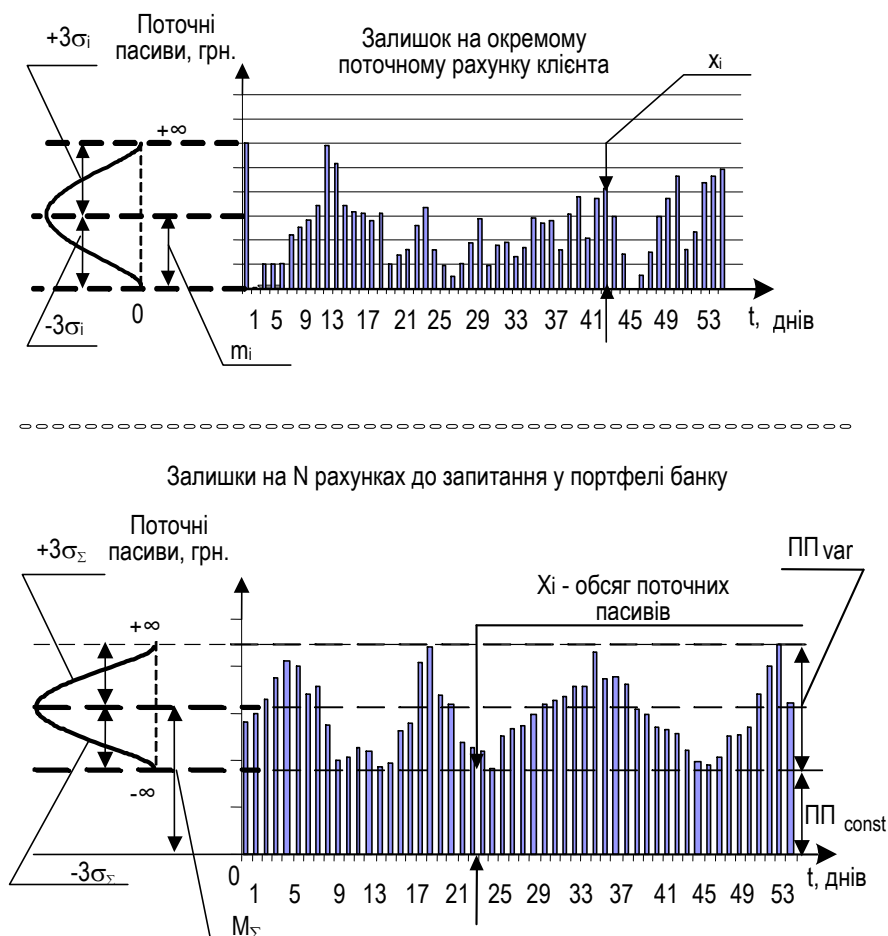 +3σi
Поточні
пасиви, грн.
Залишок на окремому
поточному рахунку клієнта
xi
+∞
0
-3σi
mi
1 5 9 13 17 21 25 29 33 37 41 45 49 53
t, днів
Залишки на N рахунках до запитання у портфелі банку
+3σΣ
Поточні
пасиви, грн.
ПП var
Xi - обсяг поточних
пасивів
+∞
-∞
ПП const
-3σΣ
0
1 5 9 13 17 21 25 29 33 37 41 45 49 53
t, днів
MΣ